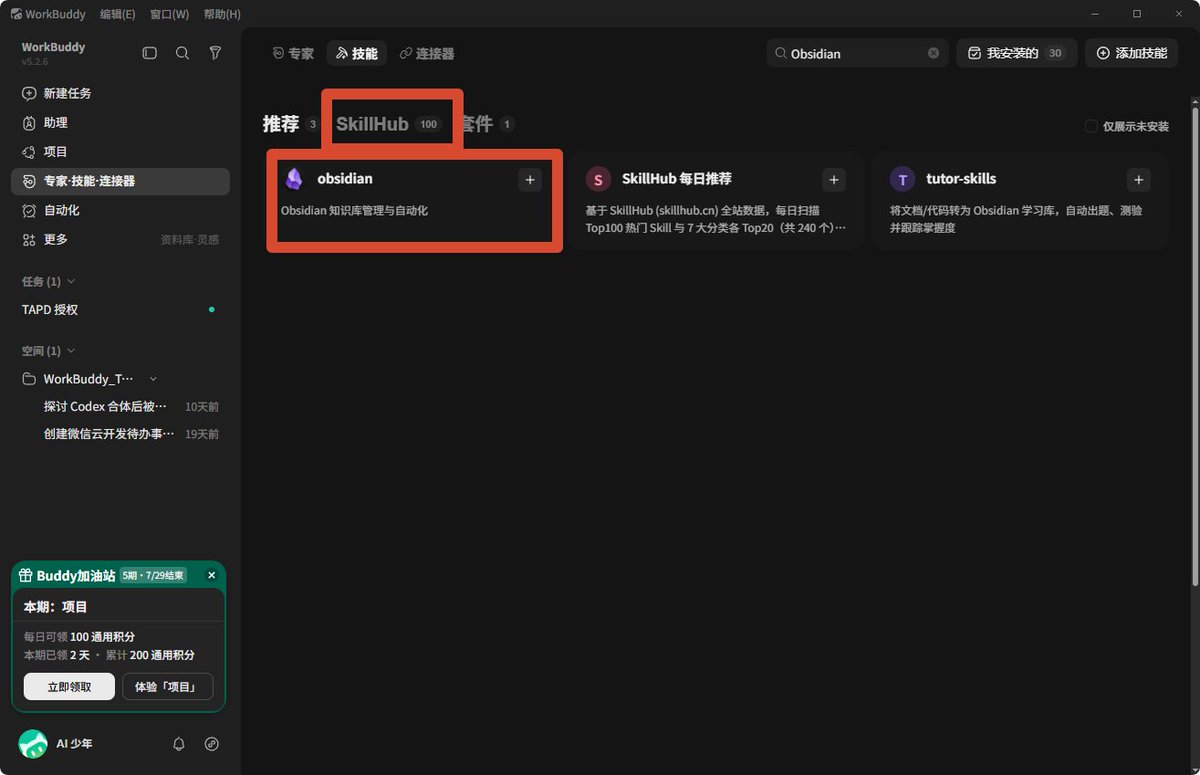 WorkBuddy 编辑(E) 窗口(W) 帮助(H)
WorkBuddy
v5.2.6
新建任务
助理
项目
专家·技能·连接器
自动化
更多 资料库·灵感
任务 (1)
TAPD 授权
空间 (1)
WorkBuddy_T···
探讨 Codex 合体后被··· 10天前
创建微信云开发待办事··· 19天前
Buddy加油站 5期·7/29结束
本期：项目
每日可领 100 通用积分
本期已领 2 天 · 累计 200 通用积分
立即领取 体验「项目」
AI 少年
专家 技能 连接器
Obsidian
我安装的 30
添加技能
推荐 3 SkillHub 100 套件 1
仅展示未安装
obsidian
Obsidian 知识库管理与自动化
S
SkillHub 每日推荐
基于 SkillHub (skillhub.cn) 全站数据，每日扫描
Top100 热门 Skill 与 7 大分类各 Top20（共 240 个）···
T
tutor-skills
将文档/代码转为 Obsidian 学习库，自动出题、测验
并跟踪掌握度